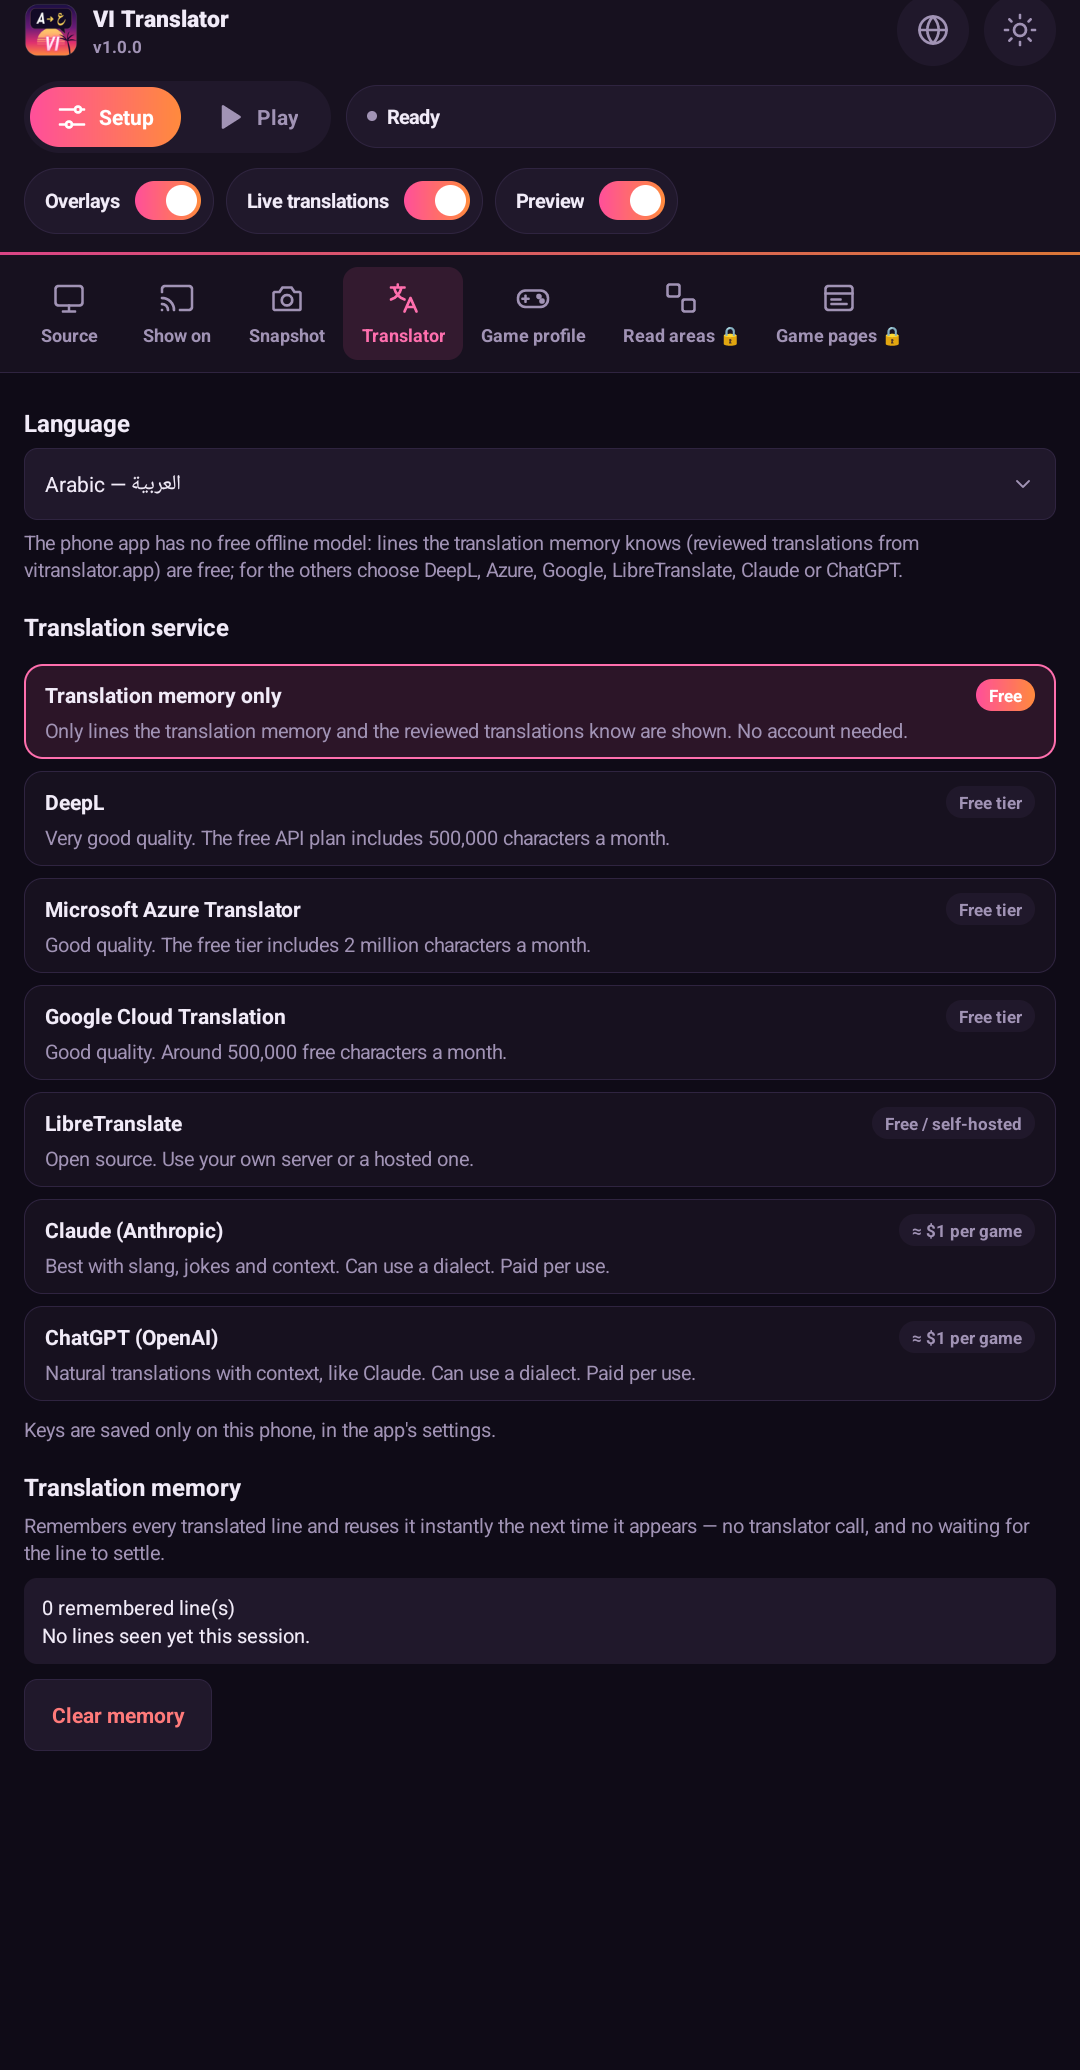 A→ع
VI
VI Translator
v1.0.0
Setup
Play
Ready
Overlays
Live translations
Preview
Source
Show on
Snapshot
Translator
Game profile
Read areas 🔒
Game pages 🔒
Language
Arabic — العربية
The phone app has no free offline model: lines the translation memory knows (reviewed translations from
vitranslator.app) are free; for the others choose DeepL, Azure, Google, LibreTranslate, Claude or ChatGPT.
Translation service
Translation memory only
Free
Only lines the translation memory and the reviewed translations know are shown. No account needed.
DeepL
Free tier
Very good quality. The free API plan includes 500,000 characters a month.
Microsoft Azure Translator
Free tier
Good quality. The free tier includes 2 million characters a month.
Google Cloud Translation
Free tier
Good quality. Around 500,000 free characters a month.
LibreTranslate
Free / self-hosted
Open source. Use your own server or a hosted one.
Claude (Anthropic)
≈ $1 per game
Best with slang, jokes and context. Can use a dialect. Paid per use.
ChatGPT (OpenAI)
≈ $1 per game
Natural translations with context, like Claude. Can use a dialect. Paid per use.
Keys are saved only on this phone, in the app's settings.
Translation memory
Remembers every translated line and reuses it instantly the next time it appears — no translator call, and no waiting for
the line to settle.
0 remembered line(s)
No lines seen yet this session.
Clear memory